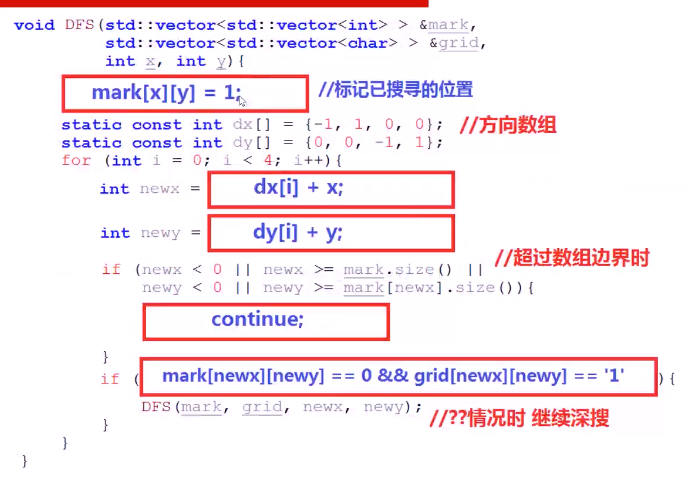 void DFS(std::vector<std::vector<int> > &mark,
std::vector<std::vector<char> > &grid,
int x, int y){
mark[x][y] = 1; //标记已搜寻的位置
static const int dx[] = {-1, 1, 0, 0}; //方向数组
static const int dy[] = {0, 0, -1, 1};
for (int i = 0; i < 4; i++){
int newx = dx[i] + x;
int newy = dy[i] + y;
//超过数组边界时
if (newx < 0 || newx >= mark.size() ||
newy < 0 || newy >= mark[newx].size()){
continue;
}
if ( mark[newx][newy] == 0 && grid[newx][newy] == '1' ){
DFS(mark, grid, newx, newy);
//??情况时 继续深搜
}
}
}